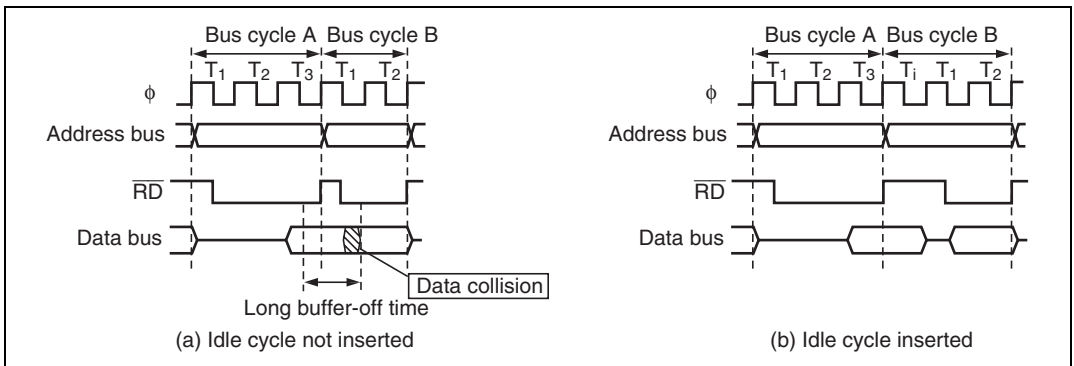 Bus cycle A Bus cycle B
T1 T2 T3 T1 T2
ϕ
Address bus
RD
Data bus
Data collision
Long buffer-off time
(a) Idle cycle not inserted
Bus cycle A Bus cycle B
T1 T2 T3 Ti T1 T2
ϕ
Address bus
RD
Data bus
(b) Idle cycle inserted